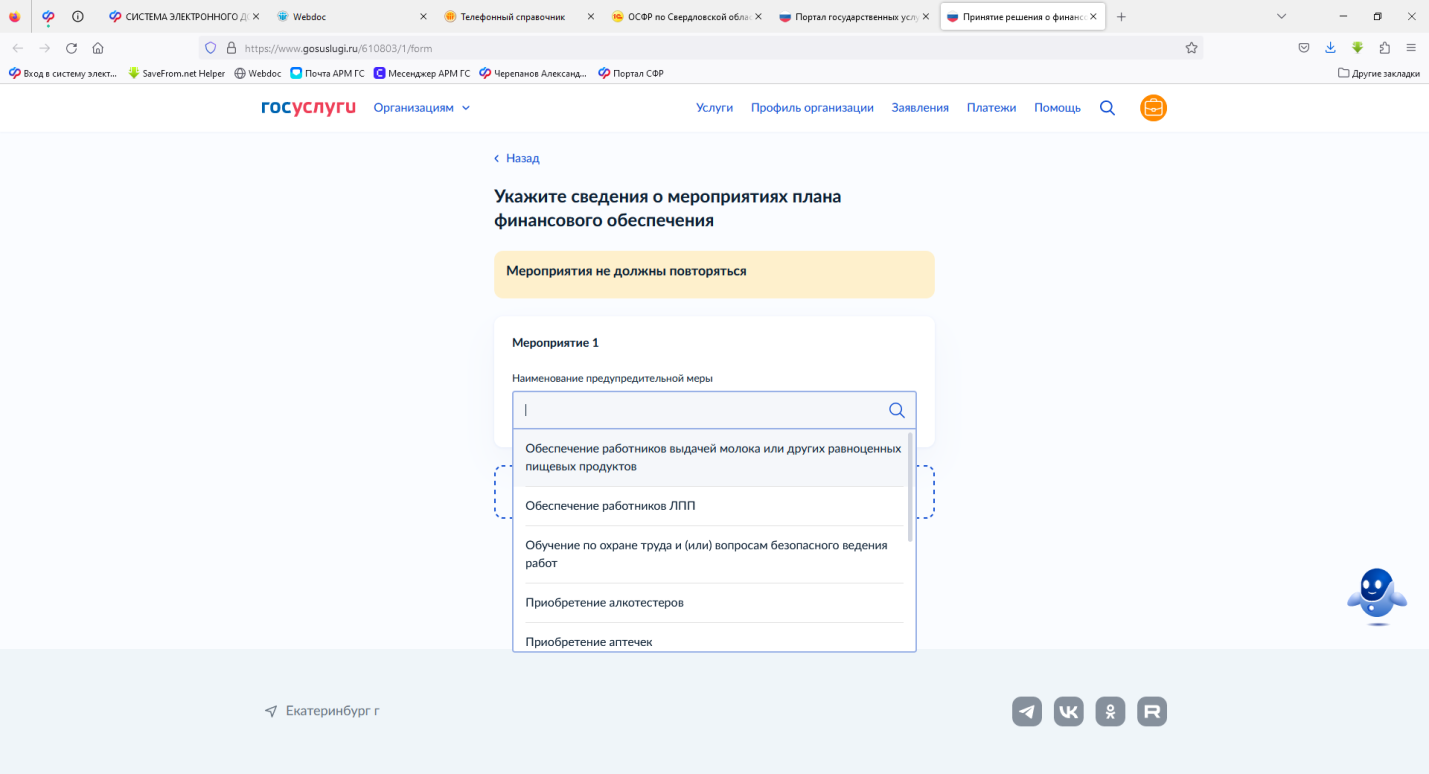 СИСТЕМА ЭЛЕКТРОННОГО ДО
Webdoc
Телефонный справочник
ОСФР по Свердловской облас
Портал государственных услу
Принятие решения о финанс
https://www.gosuslugi.ru/610803/1/form
Вход в систему элект...
SaveFrom.net Helper
Webdoc
Почта АРМ ГС
Месенджер АРМ ГС
Черепанов Александ...
Портал СФР
Другие закладки
госуслуги
Организациям
Услуги
Профиль организации
Заявления
Платежи
Помощь
Назад
Укажите сведения о мероприятиях плана
финансового обеспечения
Мероприятия не должны повторяться
Мероприятие 1
Наименование предупредительной меры
Обеспечение работников выдачей молока или других равноценных
пищевых продуктов
Обеспечение работников ЛПП
Обучение по охране труда и (или) вопросам безопасного ведения
работ
Приобретение алкотестеров
Приобретение аптечек
Екатеринбург г